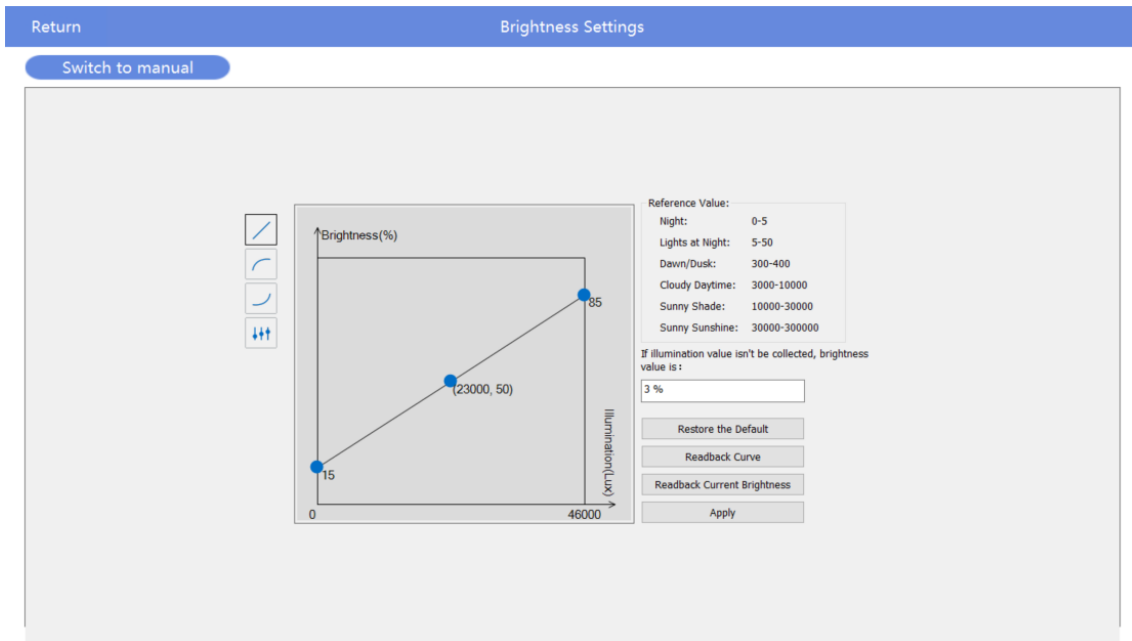 Return
Brightness Settings
Switch to manual
Brightness(%)
85
(23000, 50)
15
Illumination(Lux)
0
46000
Reference Value:
Night: 0-5
Lights at Night: 5-50
Dawn/Dusk: 300-400
Cloudy Daytime: 3000-10000
Sunny Shade: 10000-30000
Sunny Sunshine: 30000-300000
If illumination value isn't be collected, brightness
value is:
3 %
Restore the Default
Readback Curve
Readback Current Brightness
Apply